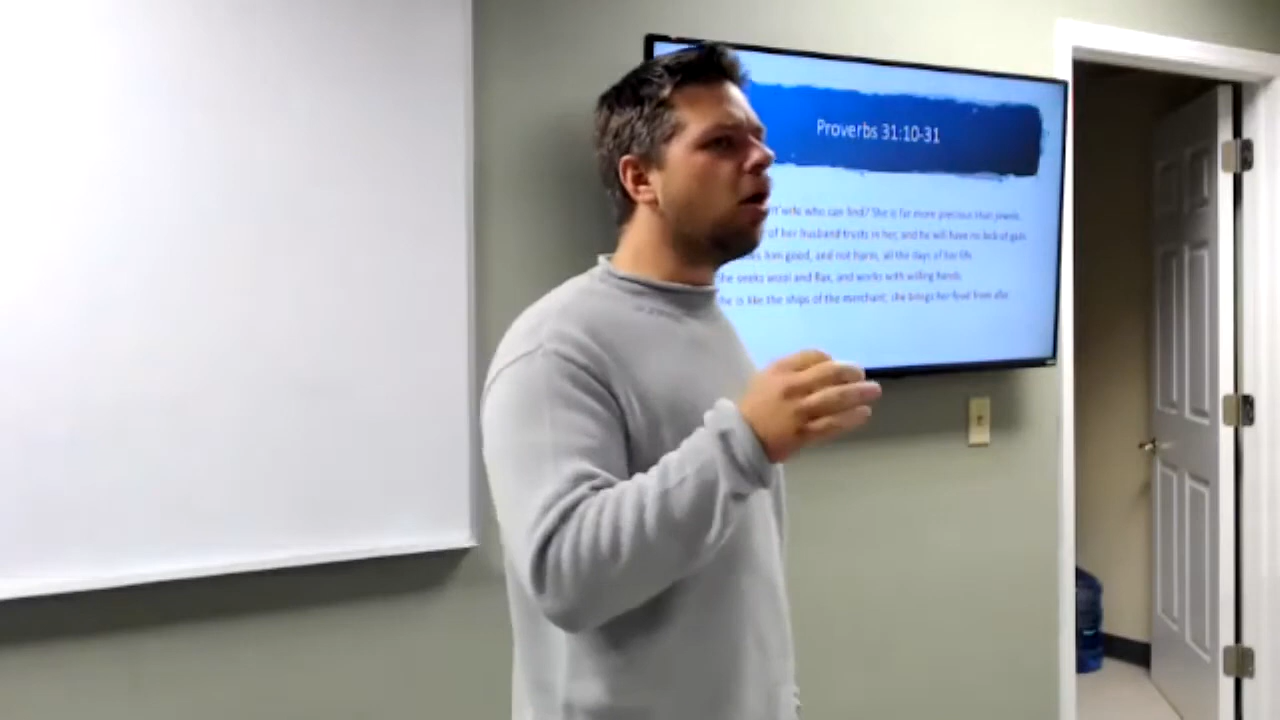 Proverbs 31:10-31
wife who can find? She is far more precious than jewels.
of her husband trusts in her, and he will have no lack of gain.
him good, and not harm, all the days of her life.
she seeks wool and flax, and works with willing hands.
he is like the ships of the merchant; she brings her food from afar.